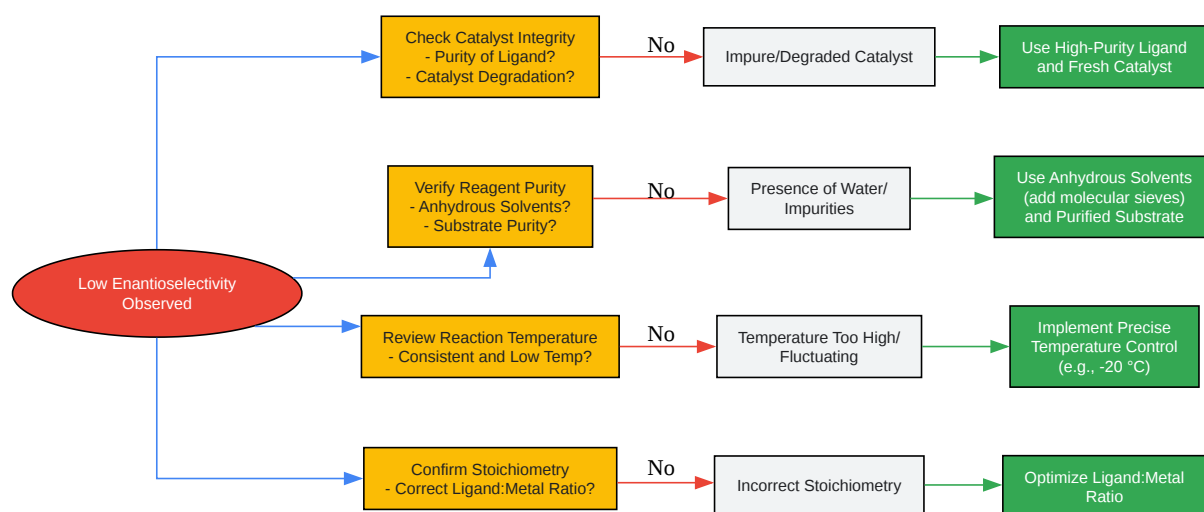 Check Catalyst Integrity
- Purity of Ligand?
- Catalyst Degradation?
No
Impure/Degraded Catalyst
Use High-Purity Ligand
and Fresh Catalyst
Verify Reagent Purity
- Anhydrous Solvents?
- Substrate Purity?
No
Presence of Water/
Impurities
Use Anhydrous Solvents
(add molecular sieves)
and Purified Substrate
Low Enantioselectivity
Observed
Review Reaction Temperature
- Consistent and Low Temp?
No
Temperature Too High/
Fluctuating
Implement Precise
Temperature Control
(e.g., -20 °C)
Confirm Stoichiometry
- Correct Ligand:Metal Ratio?
No
Incorrect Stoichiometry
Optimize Ligand:Metal
Ratio